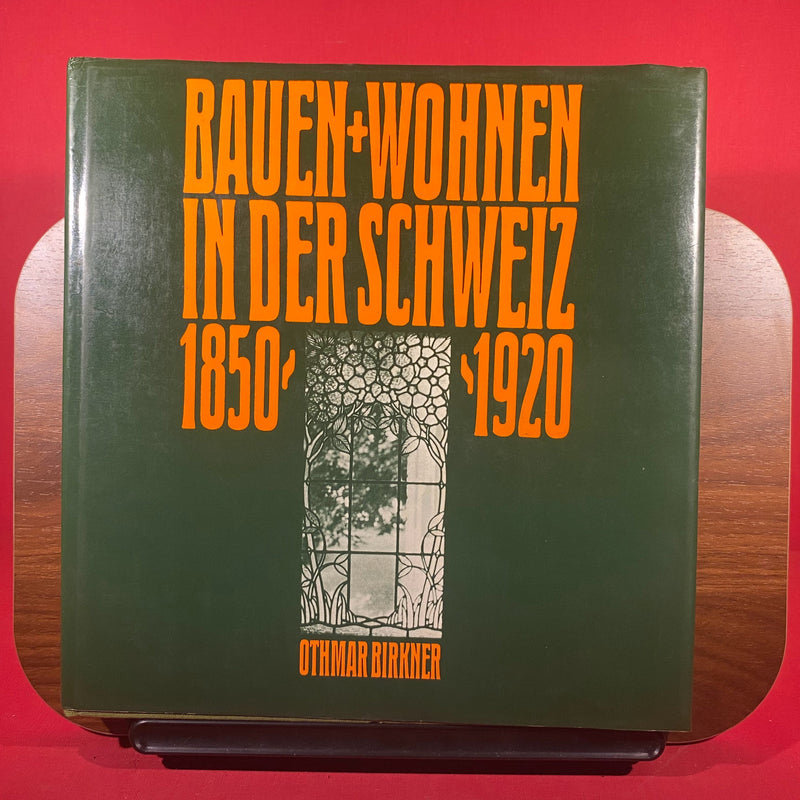 BAUEN+WOHNEN
IN DER SCHWEIZ
1850 1920
OTHMAR BIRKNER